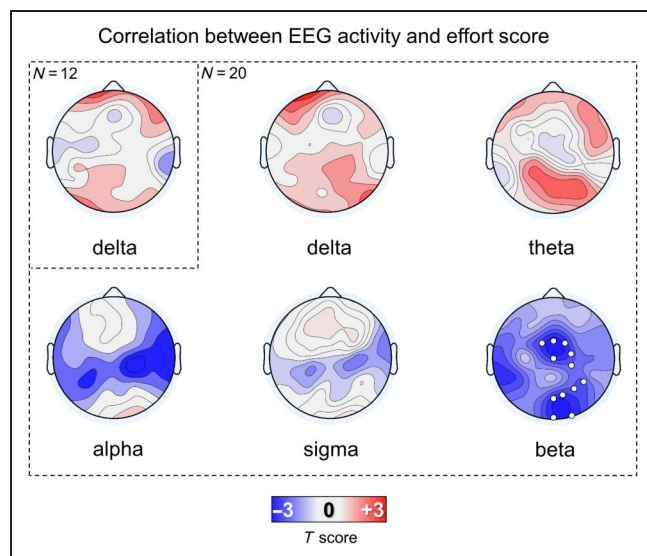 Correlation between EEG activity and effort score
N = 12
N = 20
delta
delta
theta
alpha
sigma
beta
–3 0 +3
T score